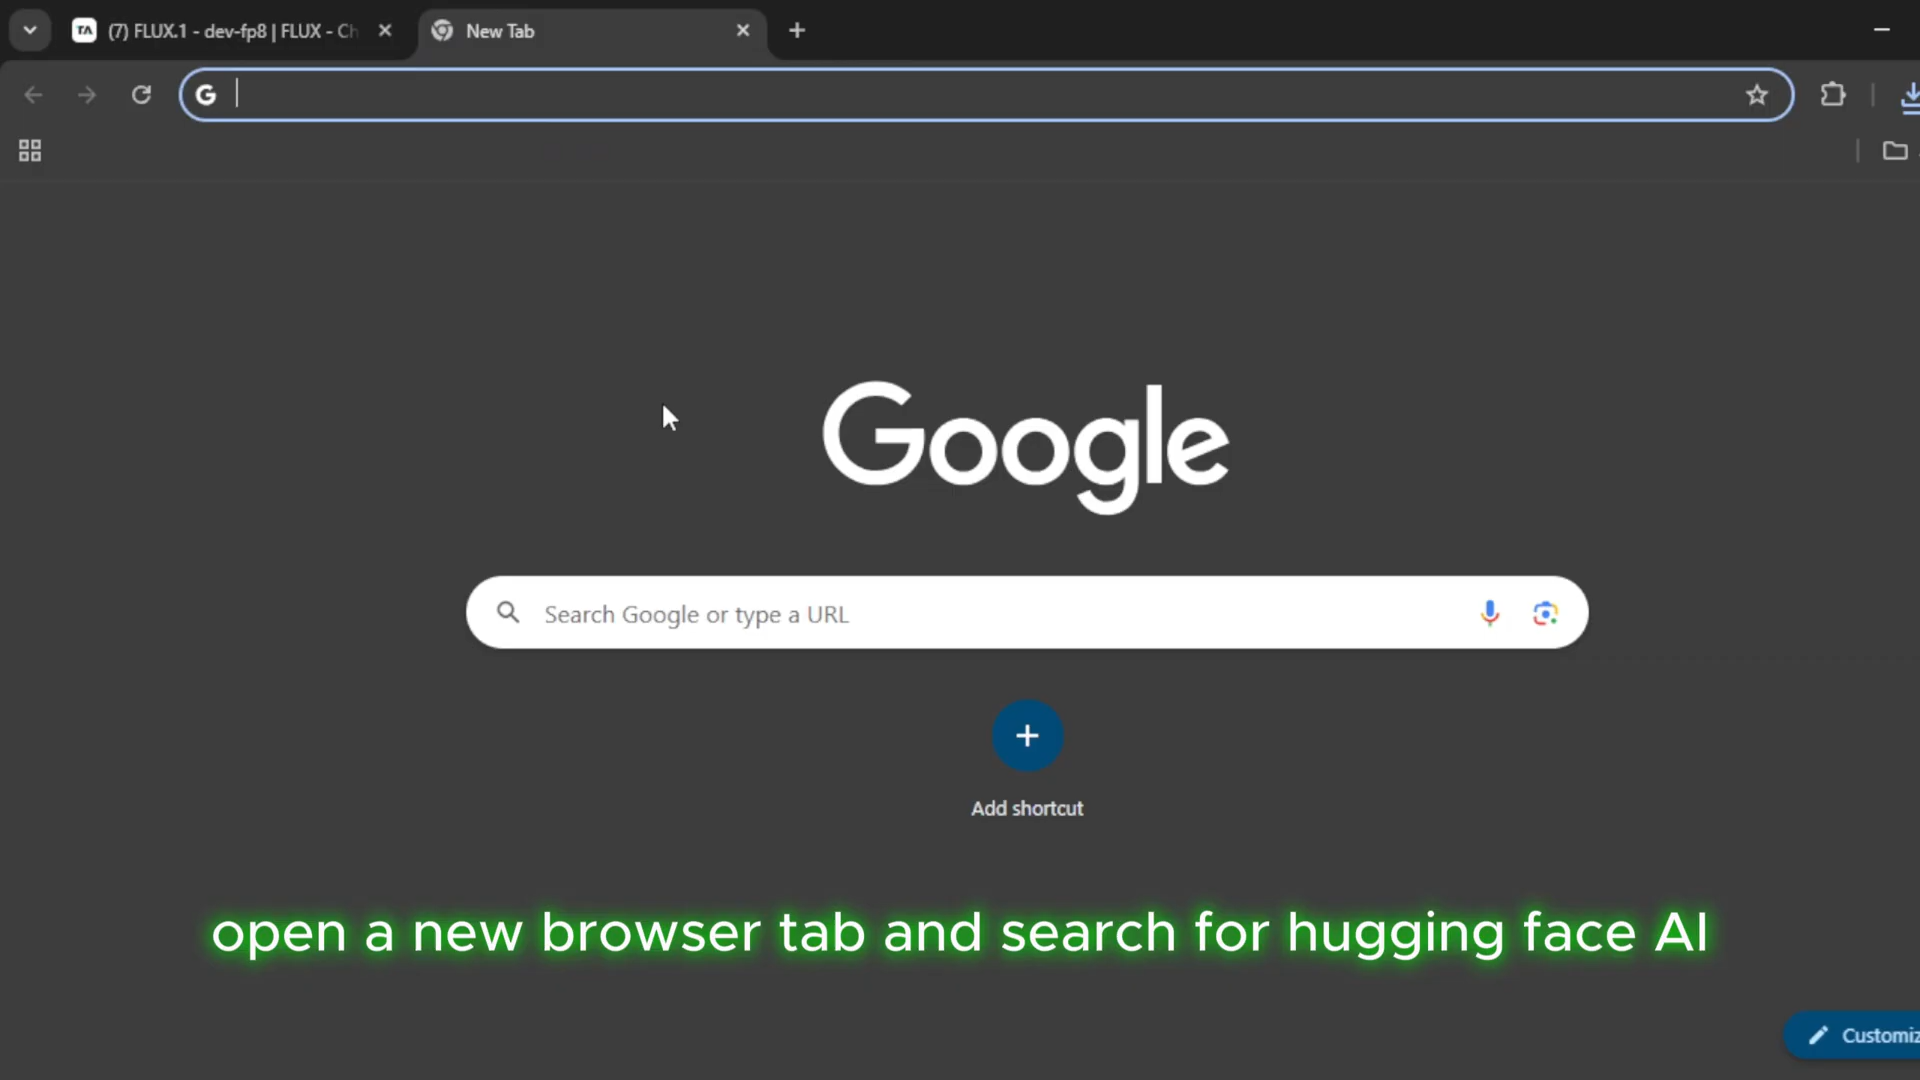 TA (7) FLUX.1 - dev-fp8 | FLUX - Ch
New Tab
G
Google
Search Google or type a URL
Add shortcut
open a new browser tab and search for hugging face AI
Customiz